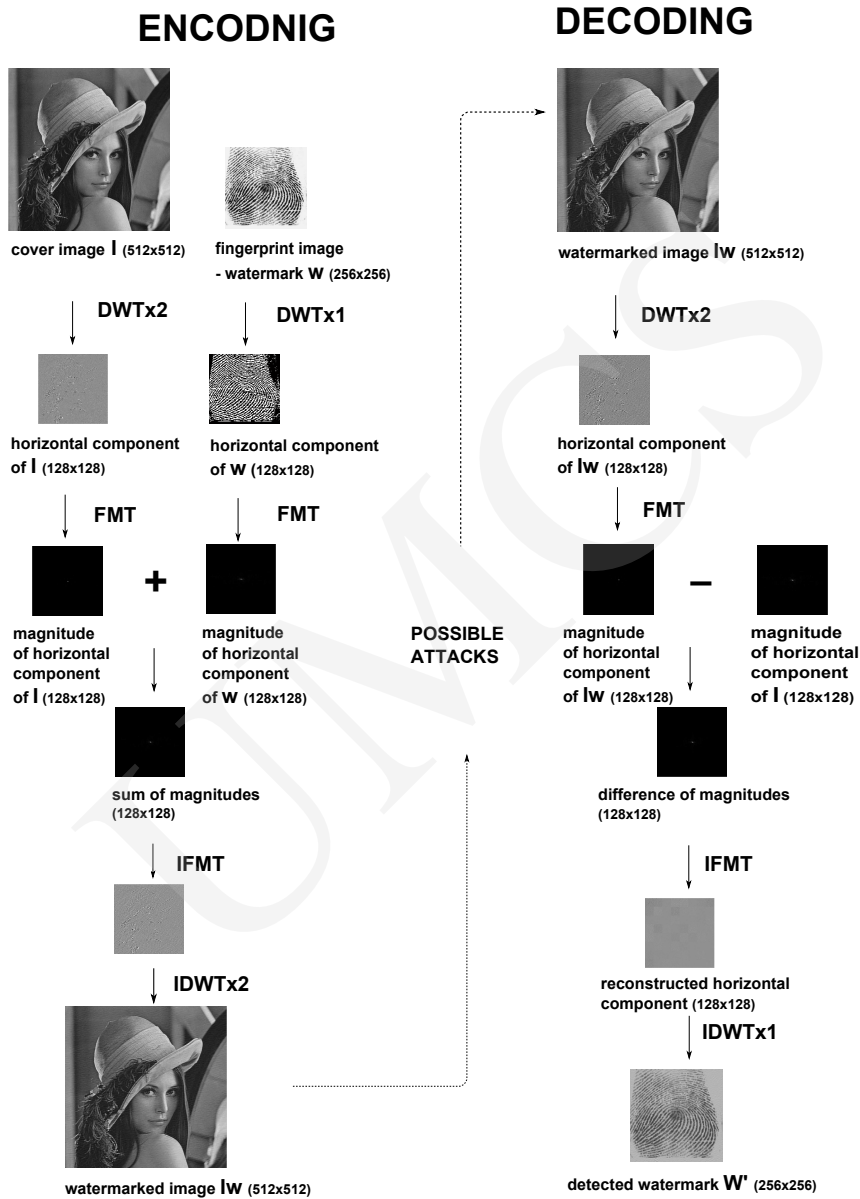 ENCODNIG
cover image I (512x512)
fingerprint image
- watermark w (256x256)
DWTx2
DWTx1
horizontal component
of I (128x128)
horizontal component
of w (128x128)
FMT
FMT
+
magnitude
of horizontal
component
of I (128x128)
magnitude
of horizontal
component
of w (128x128)
sum of magnitudes
(128x128)
IFMT
IDWTx2
watermarked image Iw (512x512)
POSSIBLE
ATTACKS
DECODING
watermarked image Iw (512x512)
DWTx2
horizontal component
of Iw (128x128)
FMT
–
magnitude
of horizontal
component
of Iw (128x128)
magnitude
of horizontal
component
of I (128x128)
difference of magnitudes
(128x128)
IFMT
reconstructed horizontal
component (128x128)
IDWTx1
detected watermark W' (256x256)
UMCS